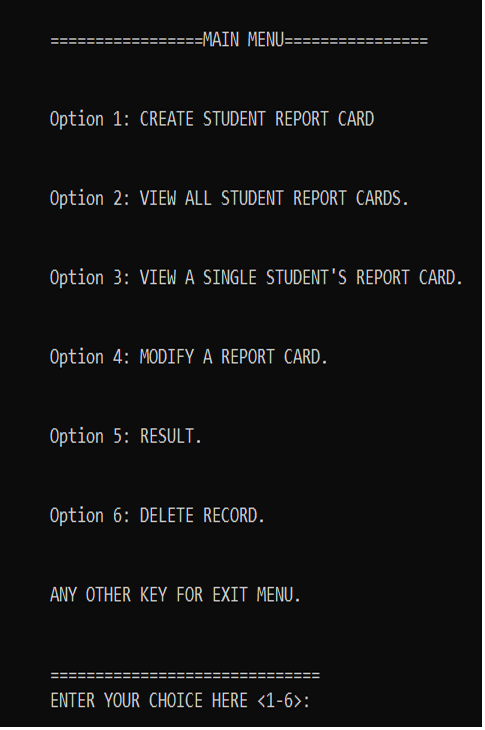 =================MAIN MENU================
Option 1: CREATE STUDENT REPORT CARD
Option 2: VIEW ALL STUDENT REPORT CARDS.
Option 3: VIEW A SINGLE STUDENT'S REPORT CARD.
Option 4: MODIFY A REPORT CARD.
Option 5: RESULT.
Option 6: DELETE RECORD.
ANY OTHER KEY FOR EXIT MENU.
==============================
ENTER YOUR CHOICE HERE <1-6>: